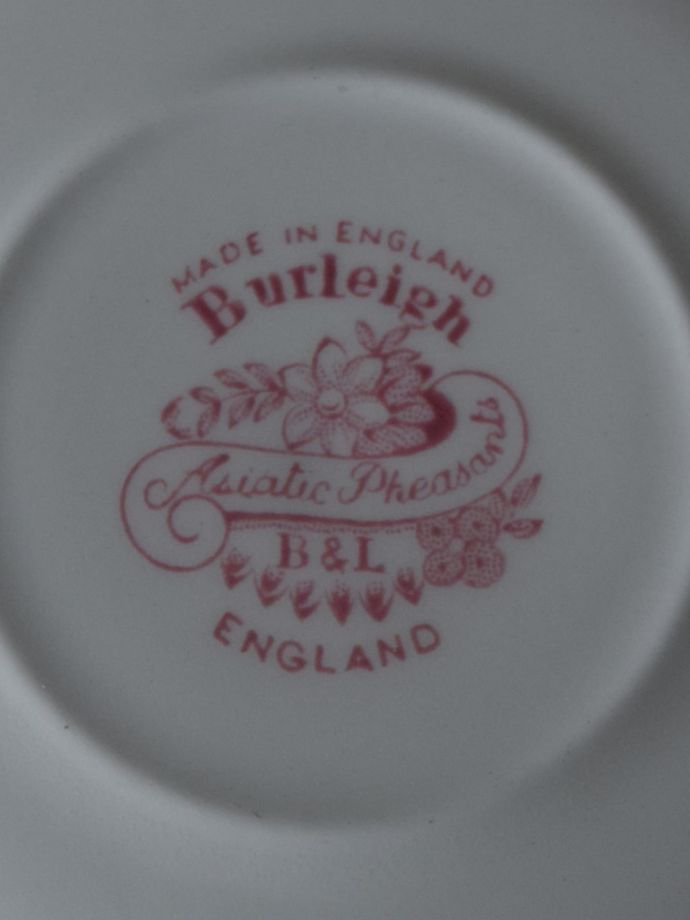 MADE IN ENGLAND
Burleigh
Asiatic Pheasants
B & L
ENGLAND